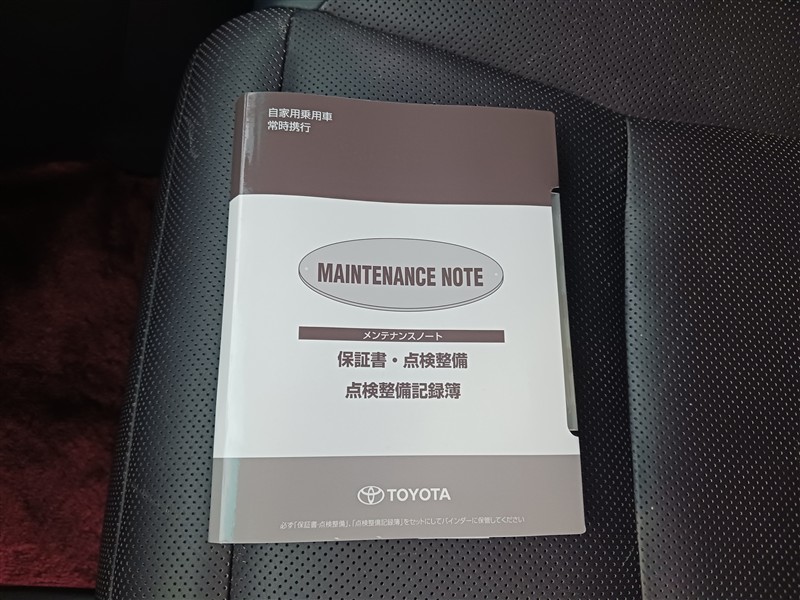 自家用乗用車
常時携行
MAINTENANCE NOTE
メンテナンスノート
保証書・点検整備
点検整備記録簿
TOYOTA
必ず「保証書・点検整備」、「点検整備記録簿」をセットにしてバインダーに保管してください